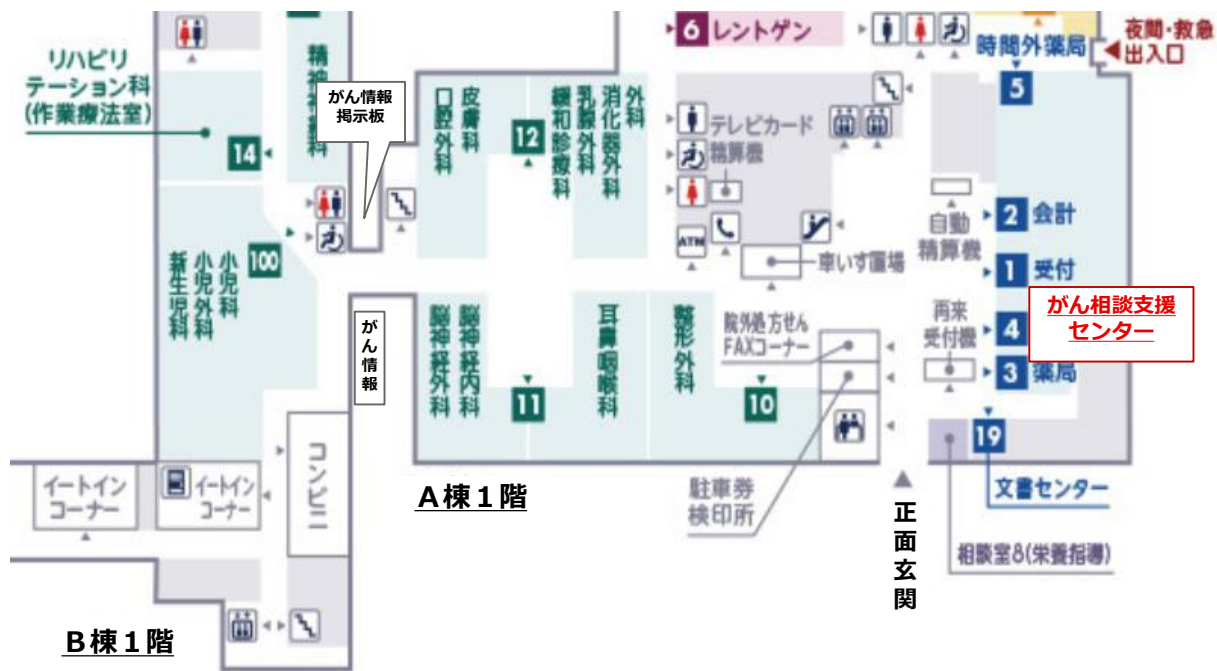 6 レントゲン
時間外薬局
夜間・救急
出入口
5
リハビリ
テーション科
(作業療法室)
14
がん情報
掲示板
口腔外科
皮膚科
12
緩和診療科
乳腺外科
消化器外科
外科
テレビカード
精算機
ATM
車いす置場
自動
精算機
2 会計
1 受付
がん相談支援
センター
4
3 薬局
再来
受付機
新生児科
小児外科
小児科
100
がん情報
脳神経外科
脳神経内科
11
耳鼻咽喉科
整形外科
10
院外処方せん
FAXコーナー
19
文書センター
相談室8(栄養指導)
駐車券
検印所
正面玄関
A棟1階
コンビニ
イートイン
コーナー
イートイン
コーナー
B棟1階